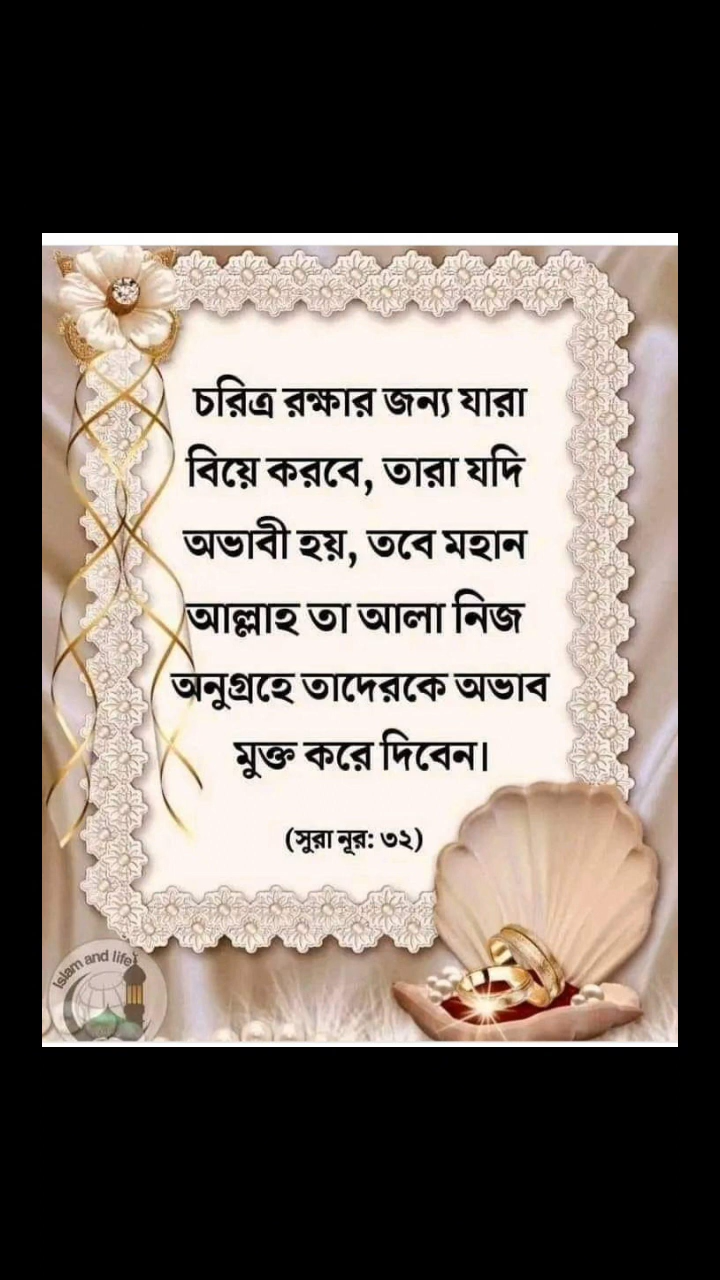 চরিত্র রক্ষার জন্য যারা
বিয়ে করবে, তারা যদি
অভাবী হয়, তবে মহান
আল্লাহ তা আলা নিজ
অনুগ্রহে তাদেরকে অভাব
মুক্ত করে দিবেন।
(সুরা নূর: ৩২)
Islam and life